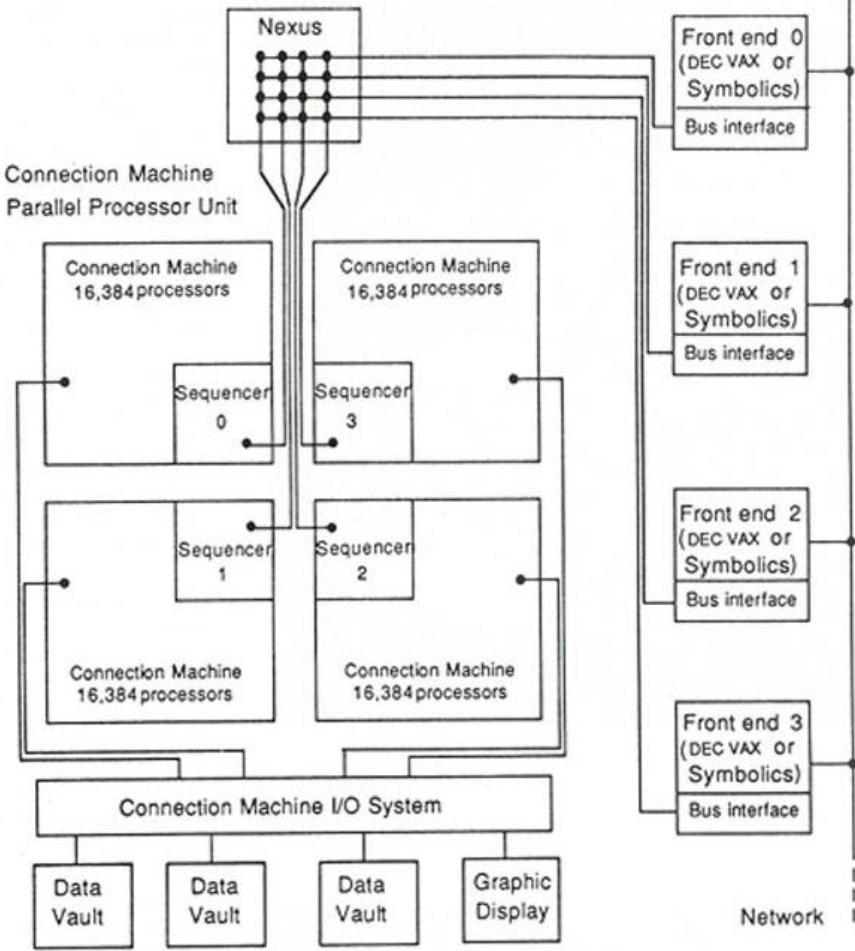 Nexus
Front end 0
(DEC VAX or
Symbolics)
Bus interface
Connection Machine
Parallel Processor Unit
Connection Machine
16,384 processors
Sequencer
0
Connection Machine
16,384 processors
Sequencer
3
Front end 1
(DEC VAX or
Symbolics)
Bus interface
Sequencer
1
Connection Machine
16,384 processors
Sequencer
2
Connection Machine
16,384 processors
Front end 2
(DEC VAX or
Symbolics)
Bus interface
Front end 3
(DEC VAX or
Symbolics)
Bus interface
Connection Machine I/O System
Data
Vault
Data
Vault
Data
Vault
Graphic
Display
Network